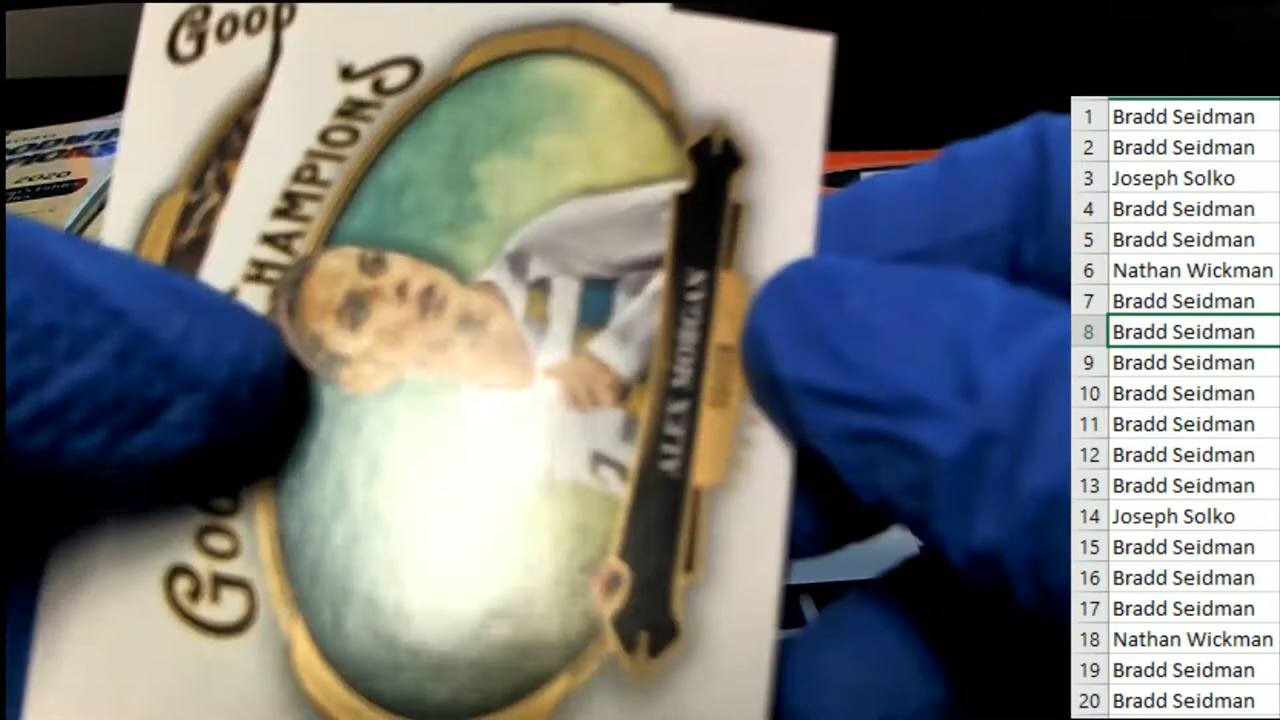 Goo
CHAMPIONS
Goo
ALEX MORGAN
2020
1 Bradd Seidman
2 Bradd Seidman
3 Joseph Solko
4 Bradd Seidman
5 Bradd Seidman
6 Nathan Wickman
7 Bradd Seidman
8 Bradd Seidman
9 Bradd Seidman
10 Bradd Seidman
11 Bradd Seidman
12 Bradd Seidman
13 Bradd Seidman
14 Joseph Solko
15 Bradd Seidman
16 Bradd Seidman
17 Bradd Seidman
18 Nathan Wickman
19 Bradd Seidman
20 Bradd Seidman